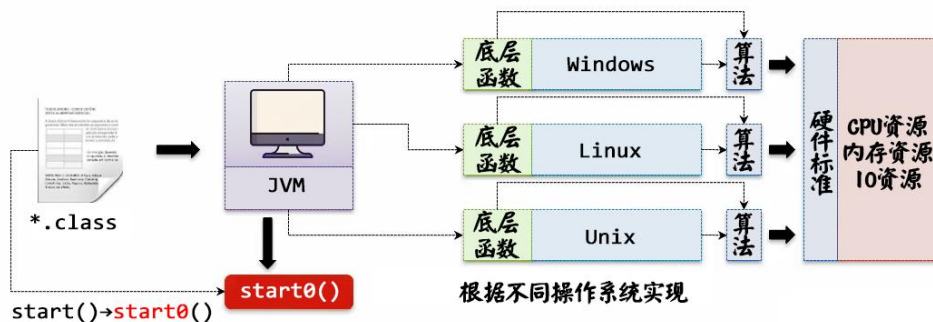 *.class
start()→start0()
JVM
start0()
底层
函数
Windows
算法
底层
函数
Linux
算法
底层
函数
Unix
算法
根据不同操作系统实现
硬件标准
CPU资源
内存资源
IO资源